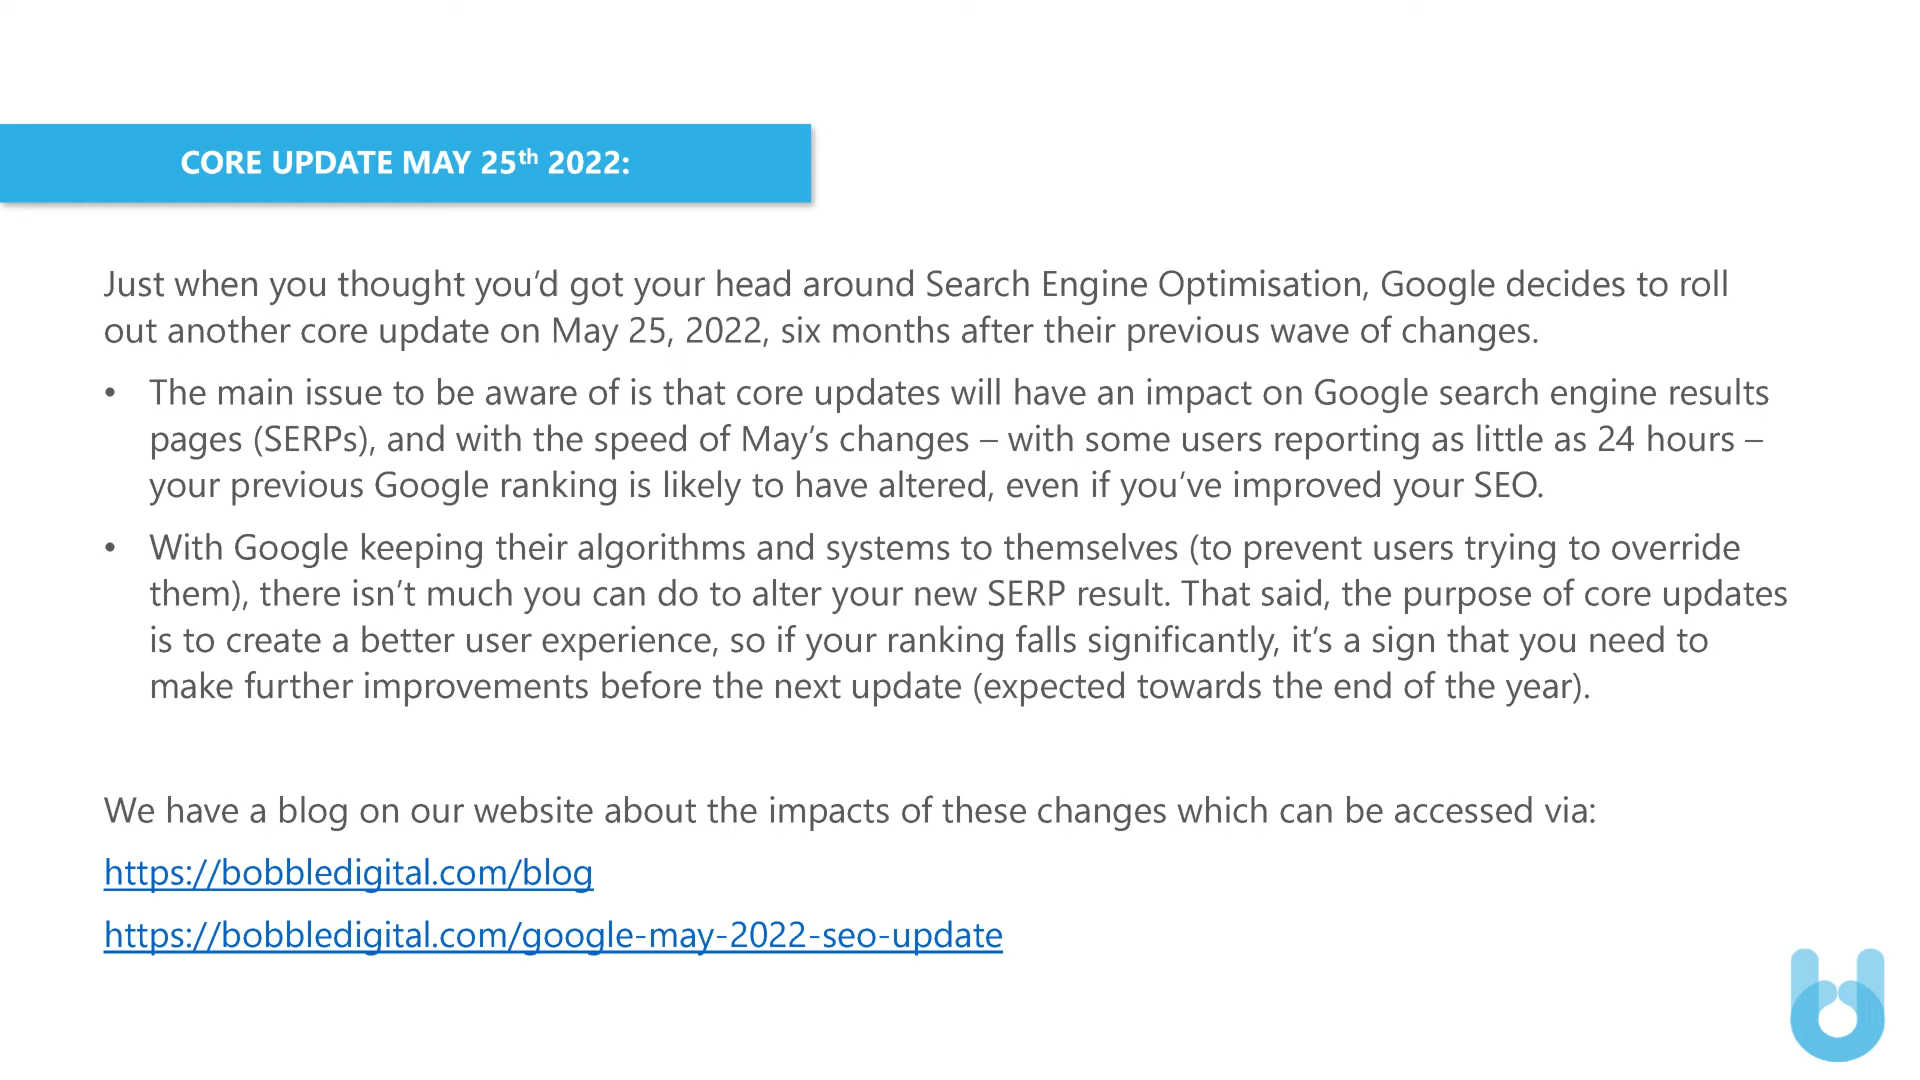 CORE UPDATE MAY 25th 2022:
Just when you thought you’d got your head around Search Engine Optimisation, Google decides to roll
out another core update on May 25, 2022, six months after their previous wave of changes.
• The main issue to be aware of is that core updates will have an impact on Google search engine results
pages (SERPs), and with the speed of May’s changes – with some users reporting as little as 24 hours –
your previous Google ranking is likely to have altered, even if you’ve improved your SEO.
• With Google keeping their algorithms and systems to themselves (to prevent users trying to override
them), there isn’t much you can do to alter your new SERP result. That said, the purpose of core updates
is to create a better user experience, so if your ranking falls significantly, it’s a sign that you need to
make further improvements before the next update (expected towards the end of the year).
We have a blog on our website about the impacts of these changes which can be accessed via:
https://bobbledigital.com/blog
https://bobbledigital.com/google-may-2022-seo-update